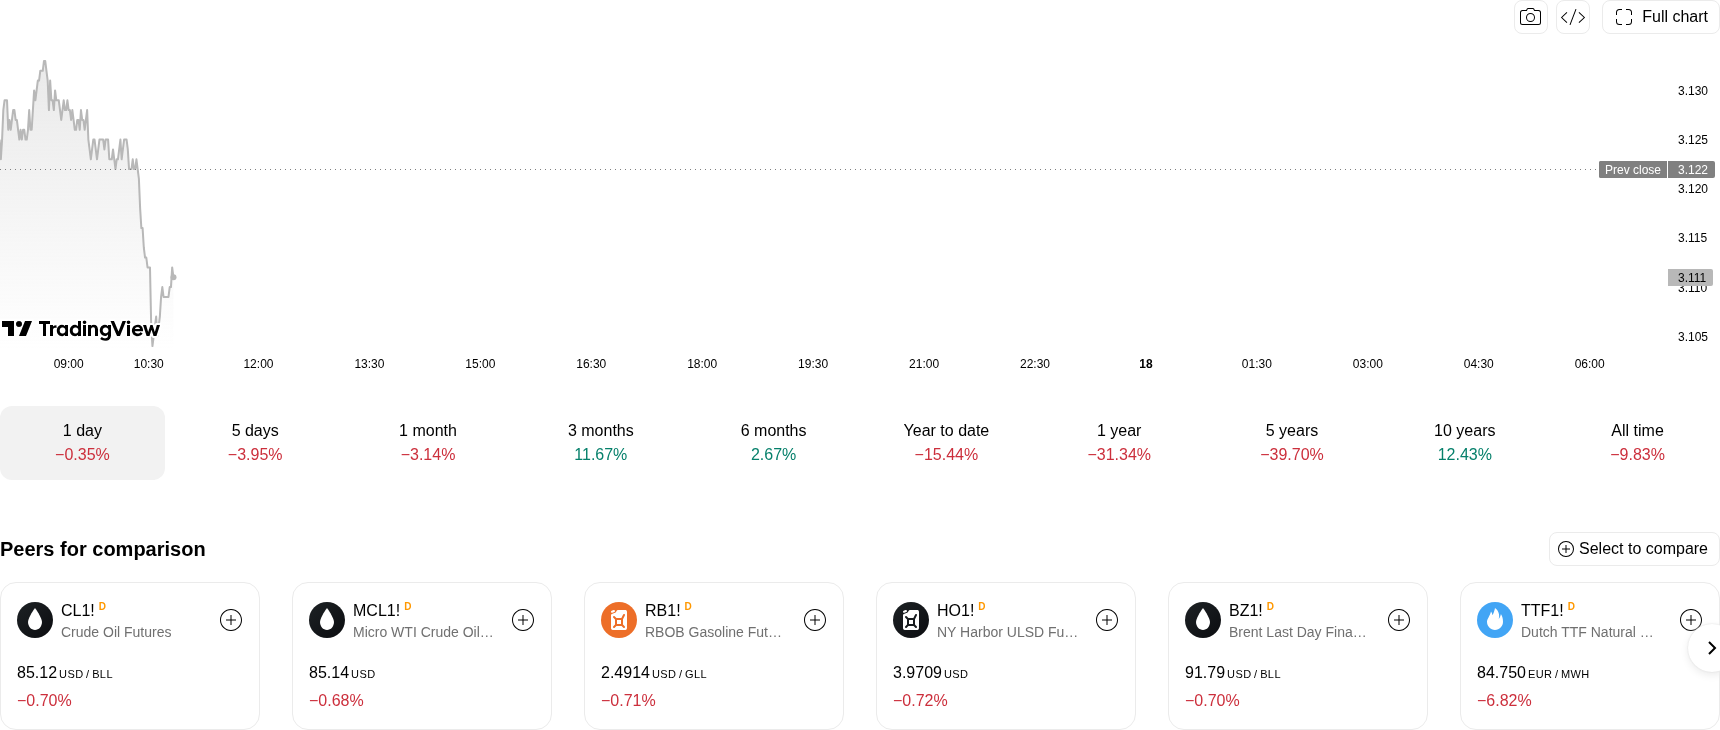 Full chart
3.130
3.125
Prev close 3.122
3.120
3.115
3.111
3.110
3.105
TradingView
09:00 10:30 12:00 13:30 15:00 16:30 18:00 19:30 21:00 22:30 18 01:30 03:00 04:30 06:00
1 day 5 days 1 month 3 months 6 months Year to date 1 year 5 years 10 years All time
−0.35% −3.95% −3.14% 11.67% 2.67% −15.44% −31.34% −39.70% 12.43% −9.83%
Peers for comparison
Select to compare
CL1! D
Crude Oil Futures
85.12 USD / BLL
−0.70%
MCL1! D
Micro WTI Crude Oil…
85.14 USD
−0.68%
RB1! D
RBOB Gasoline Fut…
2.4914 USD / GLL
−0.71%
HO1! D
NY Harbor ULSD Fu…
3.9709 USD
−0.72%
BZ1! D
Brent Last Day Fina…
91.79 USD / BLL
−0.70%
TTF1! D
Dutch TTF Natural …
84.750 EUR / MWH
−6.82%